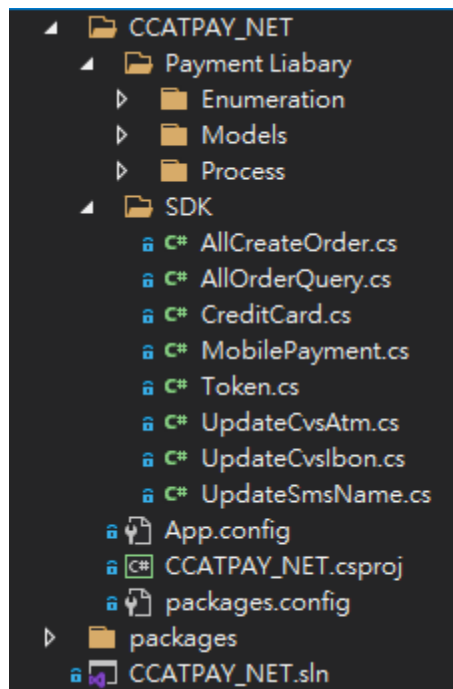 CCATPAY_NET
Payment Liabary
Enumeration
Models
Process
SDK
C# AllCreateOrder.cs
C# AllOrderQuery.cs
C# CreditCard.cs
C# MobilePayment.cs
C# Token.cs
C# UpdateCvsAtm.cs
C# UpdateCvsIbon.cs
C# UpdateSmsName.cs
App.config
C# CCATPAY_NET.csproj
packages.config
packages
CCATPAY_NET.sln